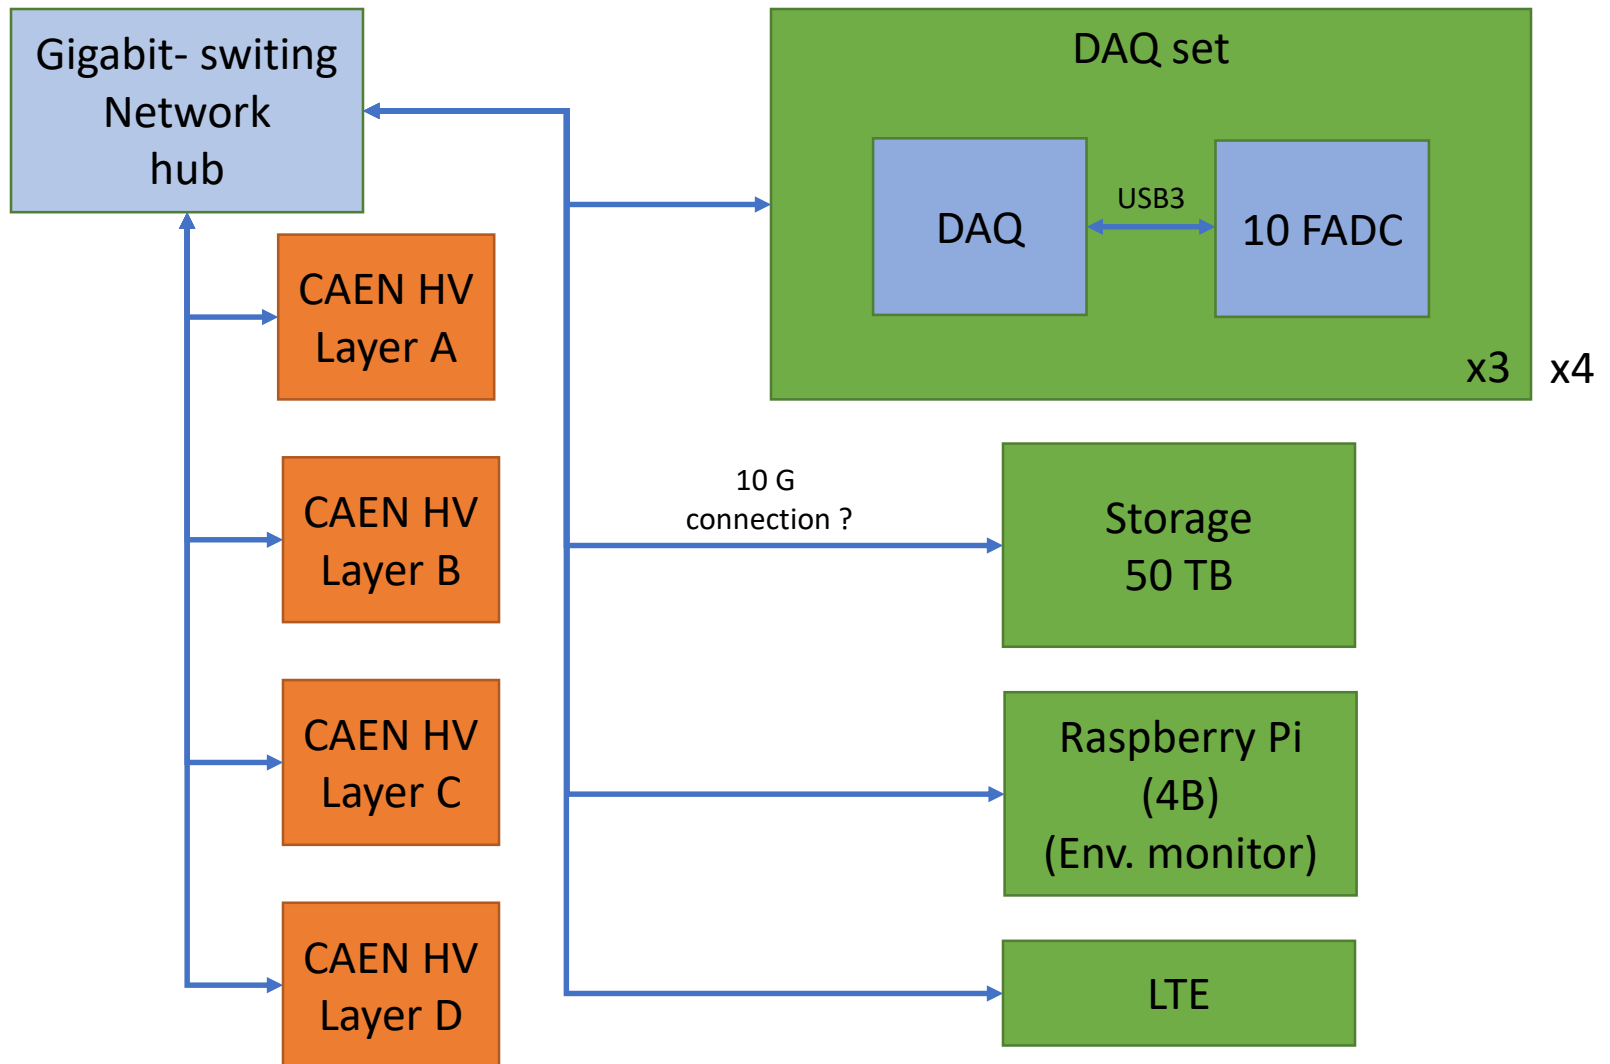 Gigabit- switing
Network
hub
DAQ set
DAQ
USB3
10 FADC
x3
x4
CAEN HV
Layer A
CAEN HV
Layer B
CAEN HV
Layer C
CAEN HV
Layer D
10 G
connection ?
Storage
50 TB
Raspberry Pi
(4B)
(Env. monitor)
LTE